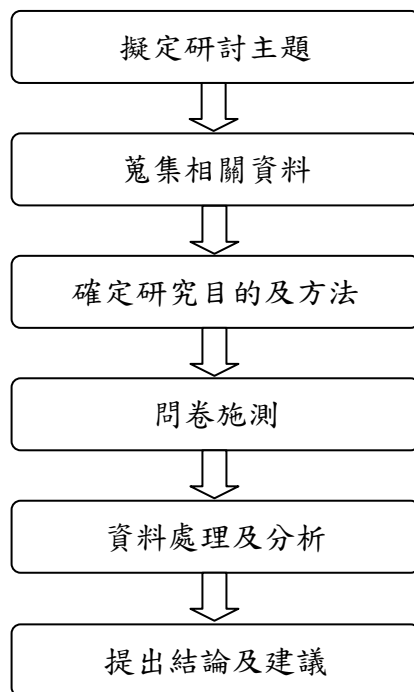 擬定研討主題
蒐集相關資料
確定研究目的及方法
問卷施測
資料處理及分析
提出結論及建議